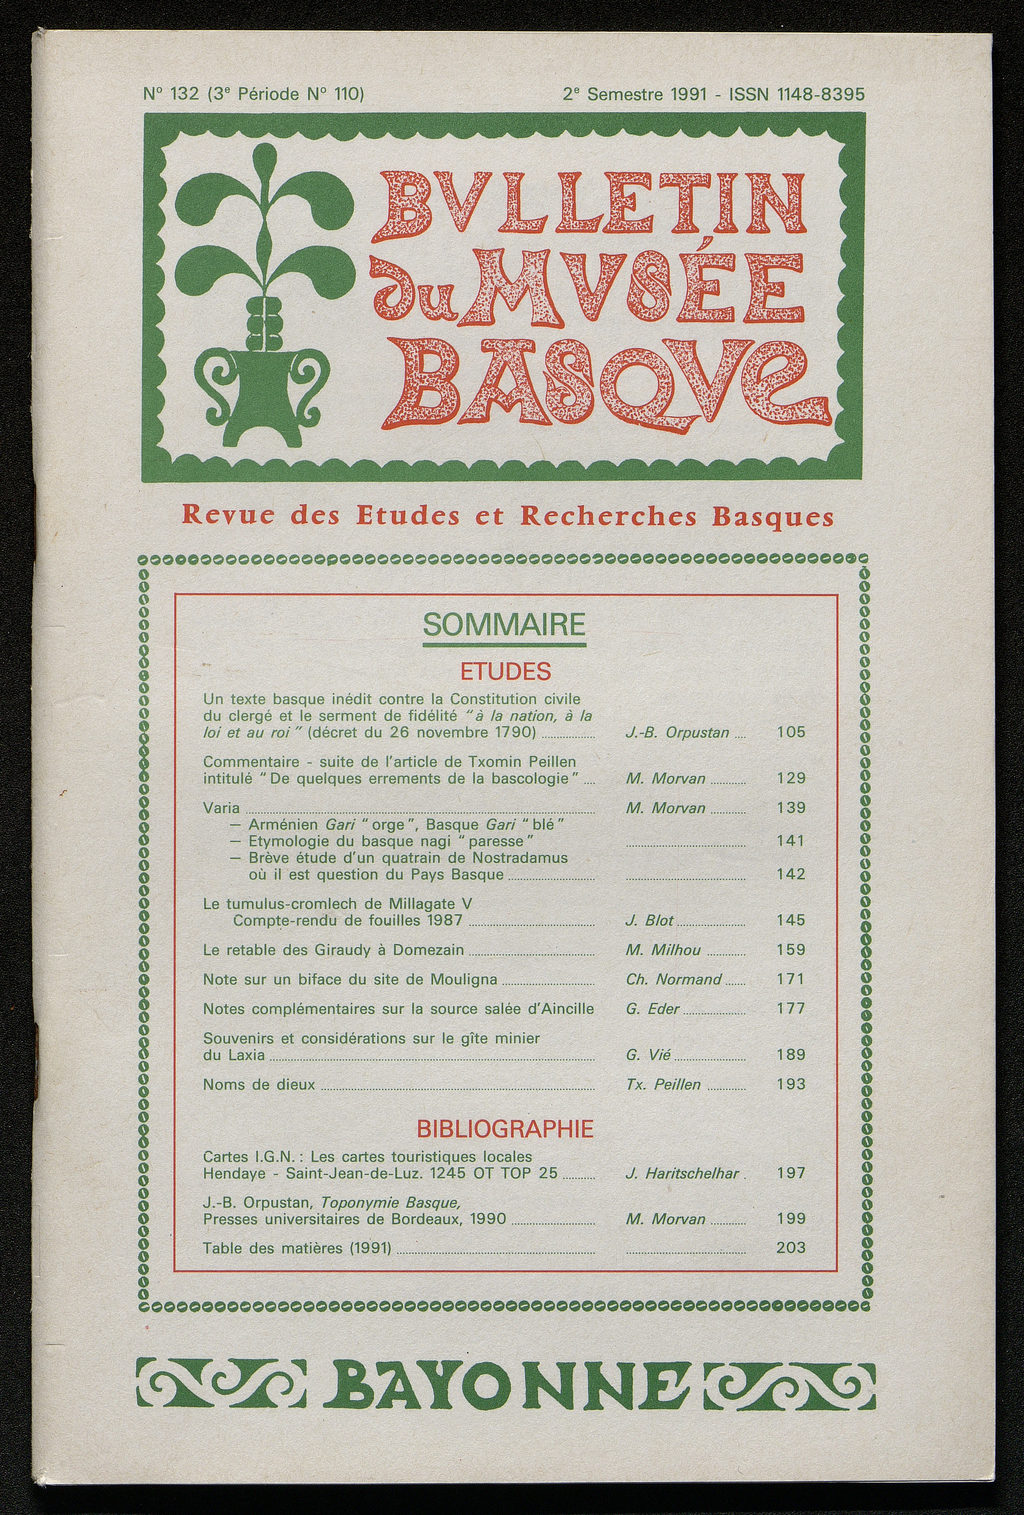 N° 132 (3e Période N° 110)
2e Semestre 1991 - ISSN 1148-8395
BVLLETIN
du MVSÉE
BASQVE
Revue des Etudes et Recherches Basques
SOMMAIRE
ETUDES
Un texte basque inédit contre la Constitution civile
du clergé et le serment de fidélité "à la nation, à la
loi et au roi" (décret du 26 novembre 1790) ........ J.-B. Orpustan .... 105
Commentaire - suite de l'article de Txomin Peillen
intitulé "De quelques errements de la bascologie" .... M. Morvan ........ 129
Varia ........ M. Morvan ........ 139
— Arménien Gari "orge", Basque Gari "blé"
— Etymologie du basque nagi "paresse" ........ 141
— Brève étude d'un quatrain de Nostradamus
où il est question du Pays Basque ........ 142
Le tumulus-cromlech de Millagate V
Compte-rendu de fouilles 1987 ........ J. Blot ........ 145
Le retable des Giraudy à Domezain ........ M. Milhou ........ 159
Note sur un biface du site de Mouligna ........ Ch. Normand ...... 171
Notes complémentaires sur la source salée d'Aincille G. Eder ........ 177
Souvenirs et considérations sur le gîte minier
du Laxia ........ G. Vié ........ 189
Noms de dieux ........ Tx. Peillen ........ 193
BIBLIOGRAPHIE
Cartes I.G.N. : Les cartes touristiques locales
Hendaye - Saint-Jean-de-Luz. 1245 OT TOP 25 ........ J. Haritschelhar . 197
J.-B. Orpustan, Toponymie Basque,
Presses universitaires de Bordeaux, 1990 ........ M. Morvan ........ 199
Table des matières (1991) ........ 203
BAYONNE